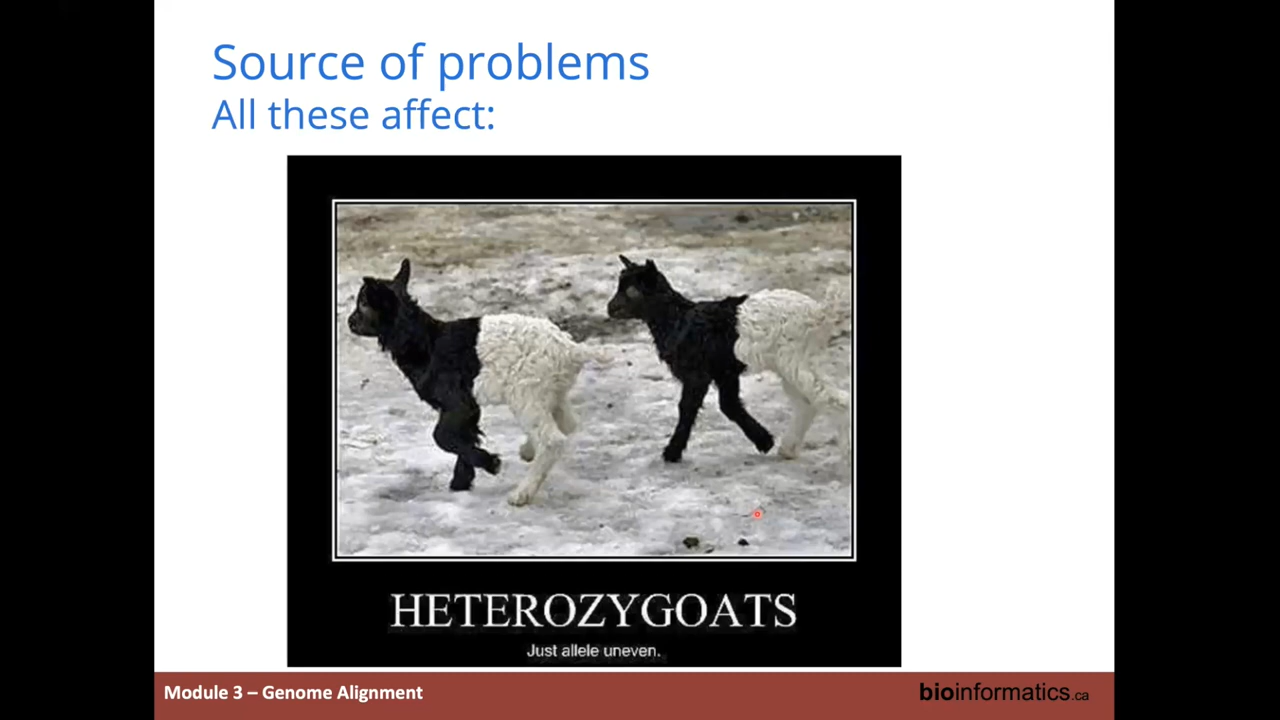 Source of problems
All these affect:
HETEROZYGOATS
Just allele uneven.
Module 3 – Genome Alignment
bioinformatics.ca